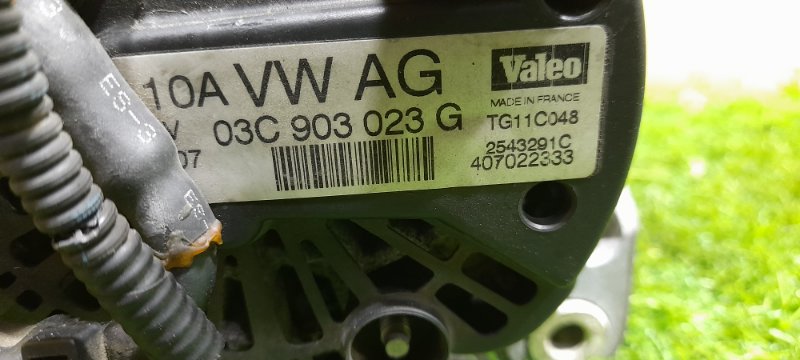 10A VW AG
Valeo
MADE IN FRANCE
03C 903 023 G
TG11C048
07
2543291C
407022333
ES-3